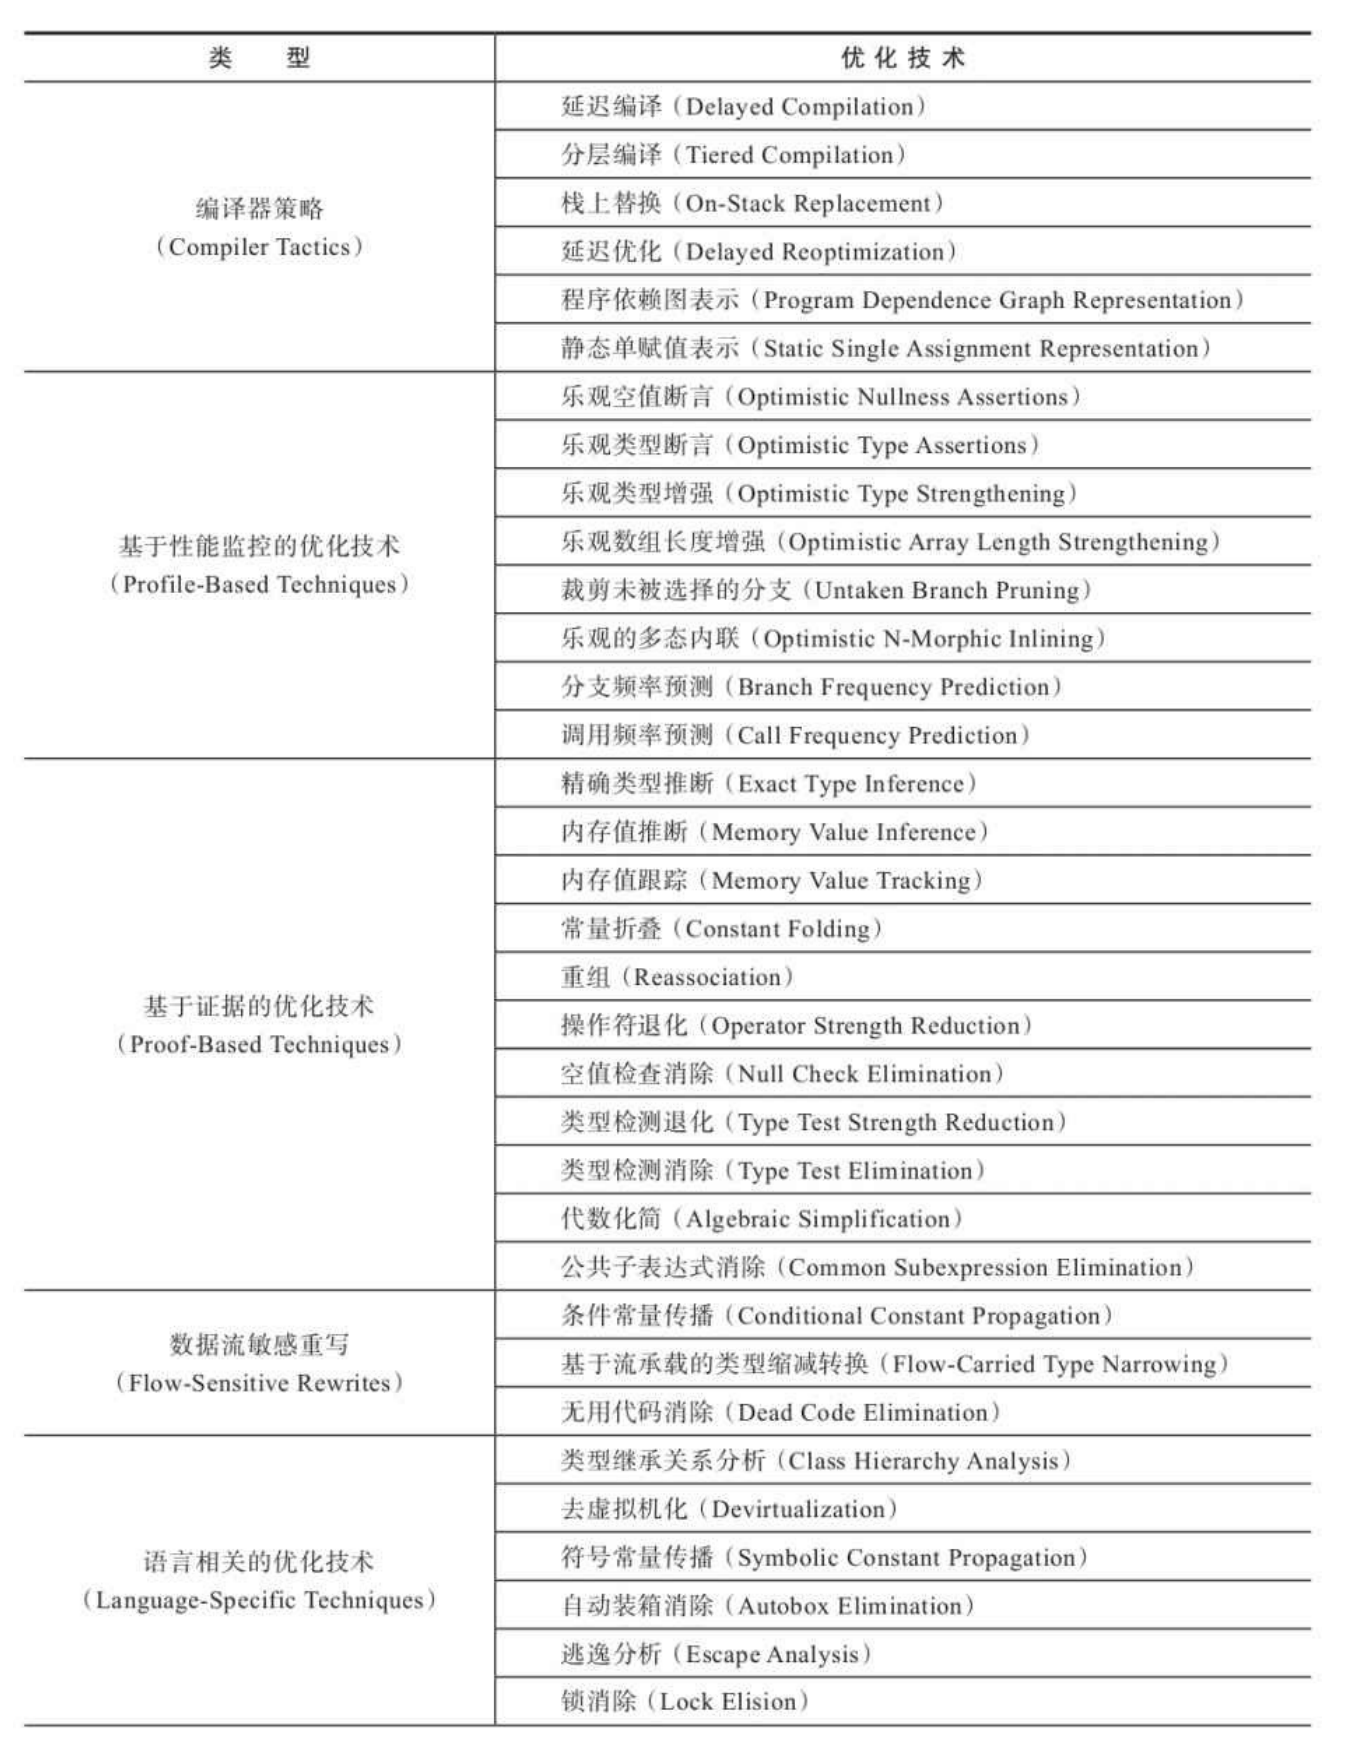 类 型
优化技术
编译器策略
（Compiler Tactics）
延迟编译（Delayed Compilation）
分层编译（Tiered Compilation）
栈上替换（On-Stack Replacement）
延迟优化（Delayed Reoptimization）
程序依赖图表示（Program Dependence Graph Representation）
静态单赋值表示（Static Single Assignment Representation）
基于性能监控的优化技术
（Profile-Based Techniques）
乐观空值断言（Optimistic Nullness Assertions）
乐观类型断言（Optimistic Type Assertions）
乐观类型增强（Optimistic Type Strengthening）
乐观数组长度增强（Optimistic Array Length Strengthening）
裁剪未被选择的分支（Untaken Branch Pruning）
乐观的多态内联（Optimistic N-Morphic Inlining）
分支频率预测（Branch Frequency Prediction）
调用频率预测（Call Frequency Prediction）
基于证据的优化技术
（Proof-Based Techniques）
精确类型推断（Exact Type Inference）
内存值推断（Memory Value Inference）
内存值跟踪（Memory Value Tracking）
常量折叠（Constant Folding）
重组（Reassociation）
操作符退化（Operator Strength Reduction）
空值检查消除（Null Check Elimination）
类型检测退化（Type Test Strength Reduction）
类型检测消除（Type Test Elimination）
代数化简（Algebraic Simplification）
公共子表达式消除（Common Subexpression Elimination）
数据流敏感重写
（Flow-Sensitive Rewrites）
条件常量传播（Conditional Constant Propagation）
基于流承载的类型缩减转换（Flow-Carried Type Narrowing）
无用代码消除（Dead Code Elimination）
语言相关的优化技术
（Language-Specific Techniques）
类型继承关系分析（Class Hierarchy Analysis）
去虚拟机化（Devirtualization）
符号常量传播（Symbolic Constant Propagation）
自动装箱消除（Autobox Elimination）
逃逸分析（Escape Analysis）
锁消除（Lock Elision）